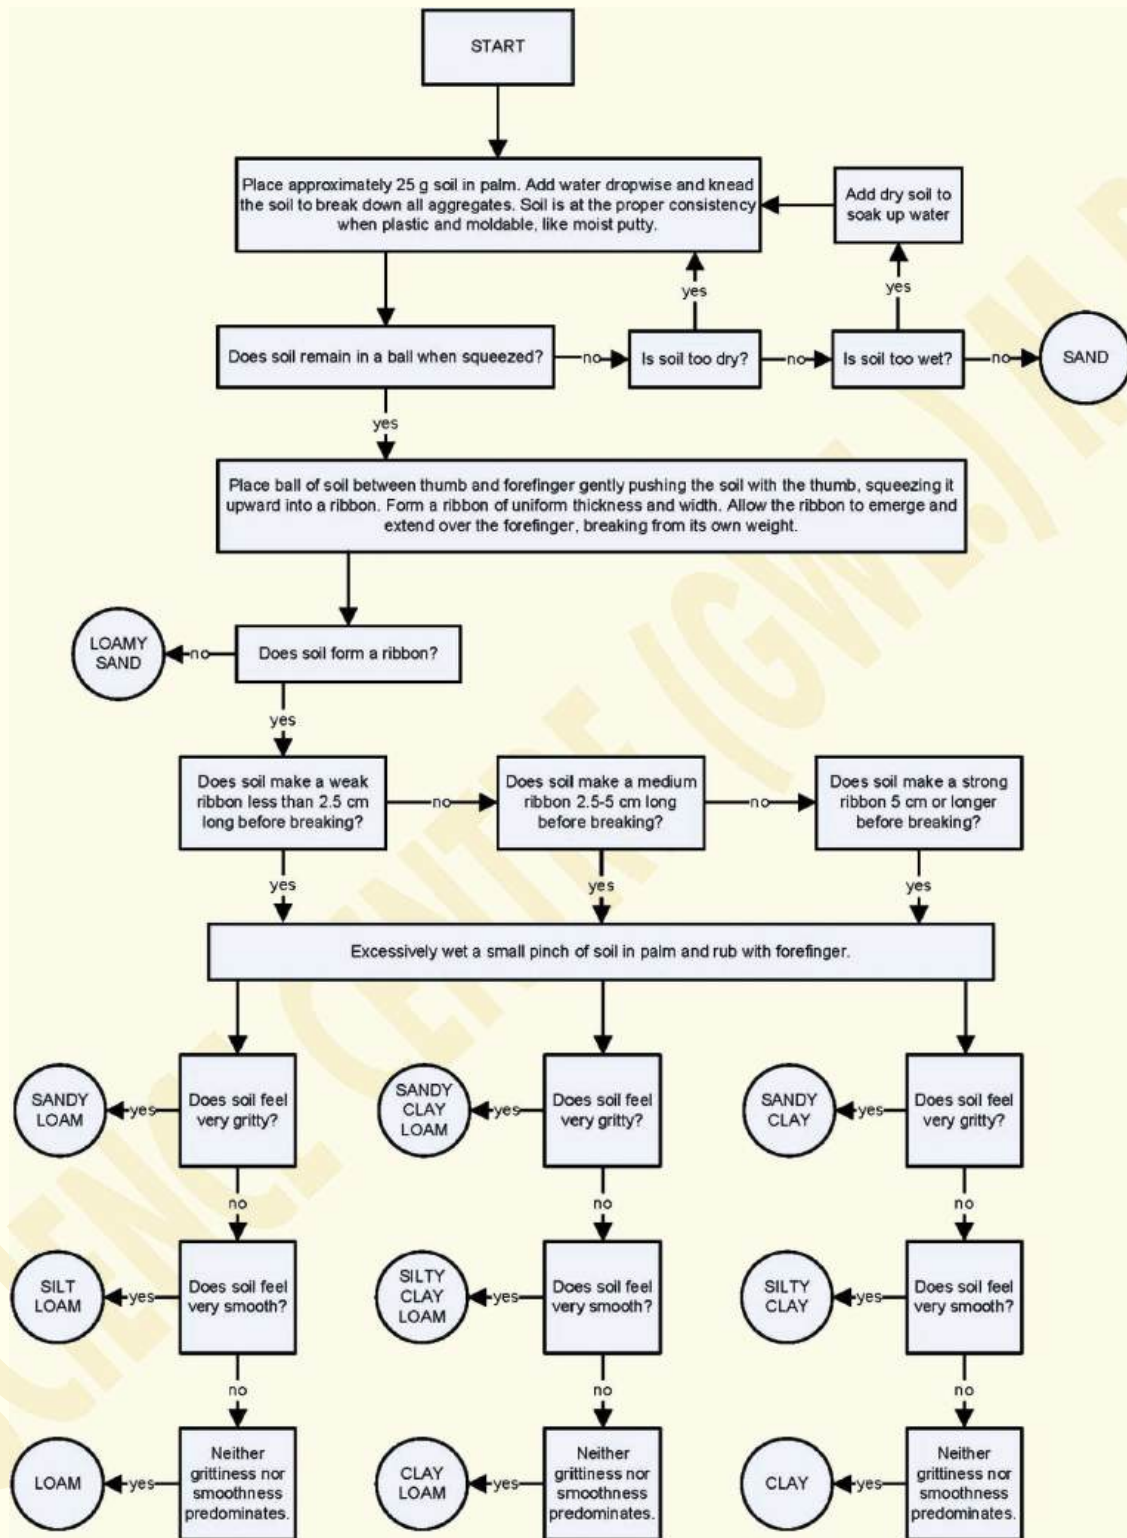 START
Place approximately 25 g soil in palm. Add water dropwise and knead
the soil to break down all aggregates. Soil is at the proper consistency
when plastic and moldable, like moist putty.
Add dry soil to
soak up water
yes
yes
Does soil remain in a ball when squeezed?
no
Is soil too dry?
no
Is soil too wet?
no
SAND
yes
Place ball of soil between thumb and forefinger gently pushing the soil with the thumb, squeezing it
upward into a ribbon. Form a ribbon of uniform thickness and width. Allow the ribbon to emerge and
extend over the forefinger, breaking from its own weight.
LOAMY
SAND
no
Does soil form a ribbon?
yes
Does soil make a weak
ribbon less than 2.5 cm
long before breaking?
no
Does soil make a medium
ribbon 2.5-5 cm long
before breaking?
no
Does soil make a strong
ribbon 5 cm or longer
before breaking?
yes
yes
yes
Excessively wet a small pinch of soil in palm and rub with forefinger.
SANDY
LOAM
yes
Does soil feel
very gritty?
SANDY
CLAY
LOAM
yes
Does soil feel
very gritty?
SANDY
CLAY
yes
Does soil feel
very gritty?
no
no
no
SILT
LOAM
yes
Does soil feel
very smooth?
SILTY
CLAY
LOAM
yes
Does soil feel
very smooth?
SILTY
CLAY
yes
Does soil feel
very smooth?
no
no
no
LOAM
yes
Neither
grittiness nor
smoothness
predominates.
CLAY
LOAM
yes
Neither
grittiness nor
smoothness
predominates.
CLAY
yes
Neither
grittiness nor
smoothness
predominates.
CENTRE (GWL.)